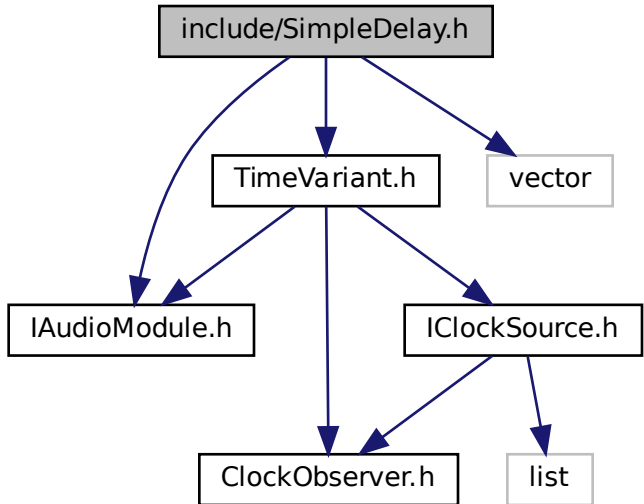 include/SimpleDelay.h
TimeVariant.h
vector
IAudioModule.h
IClockSource.h
ClockObserver.h
list